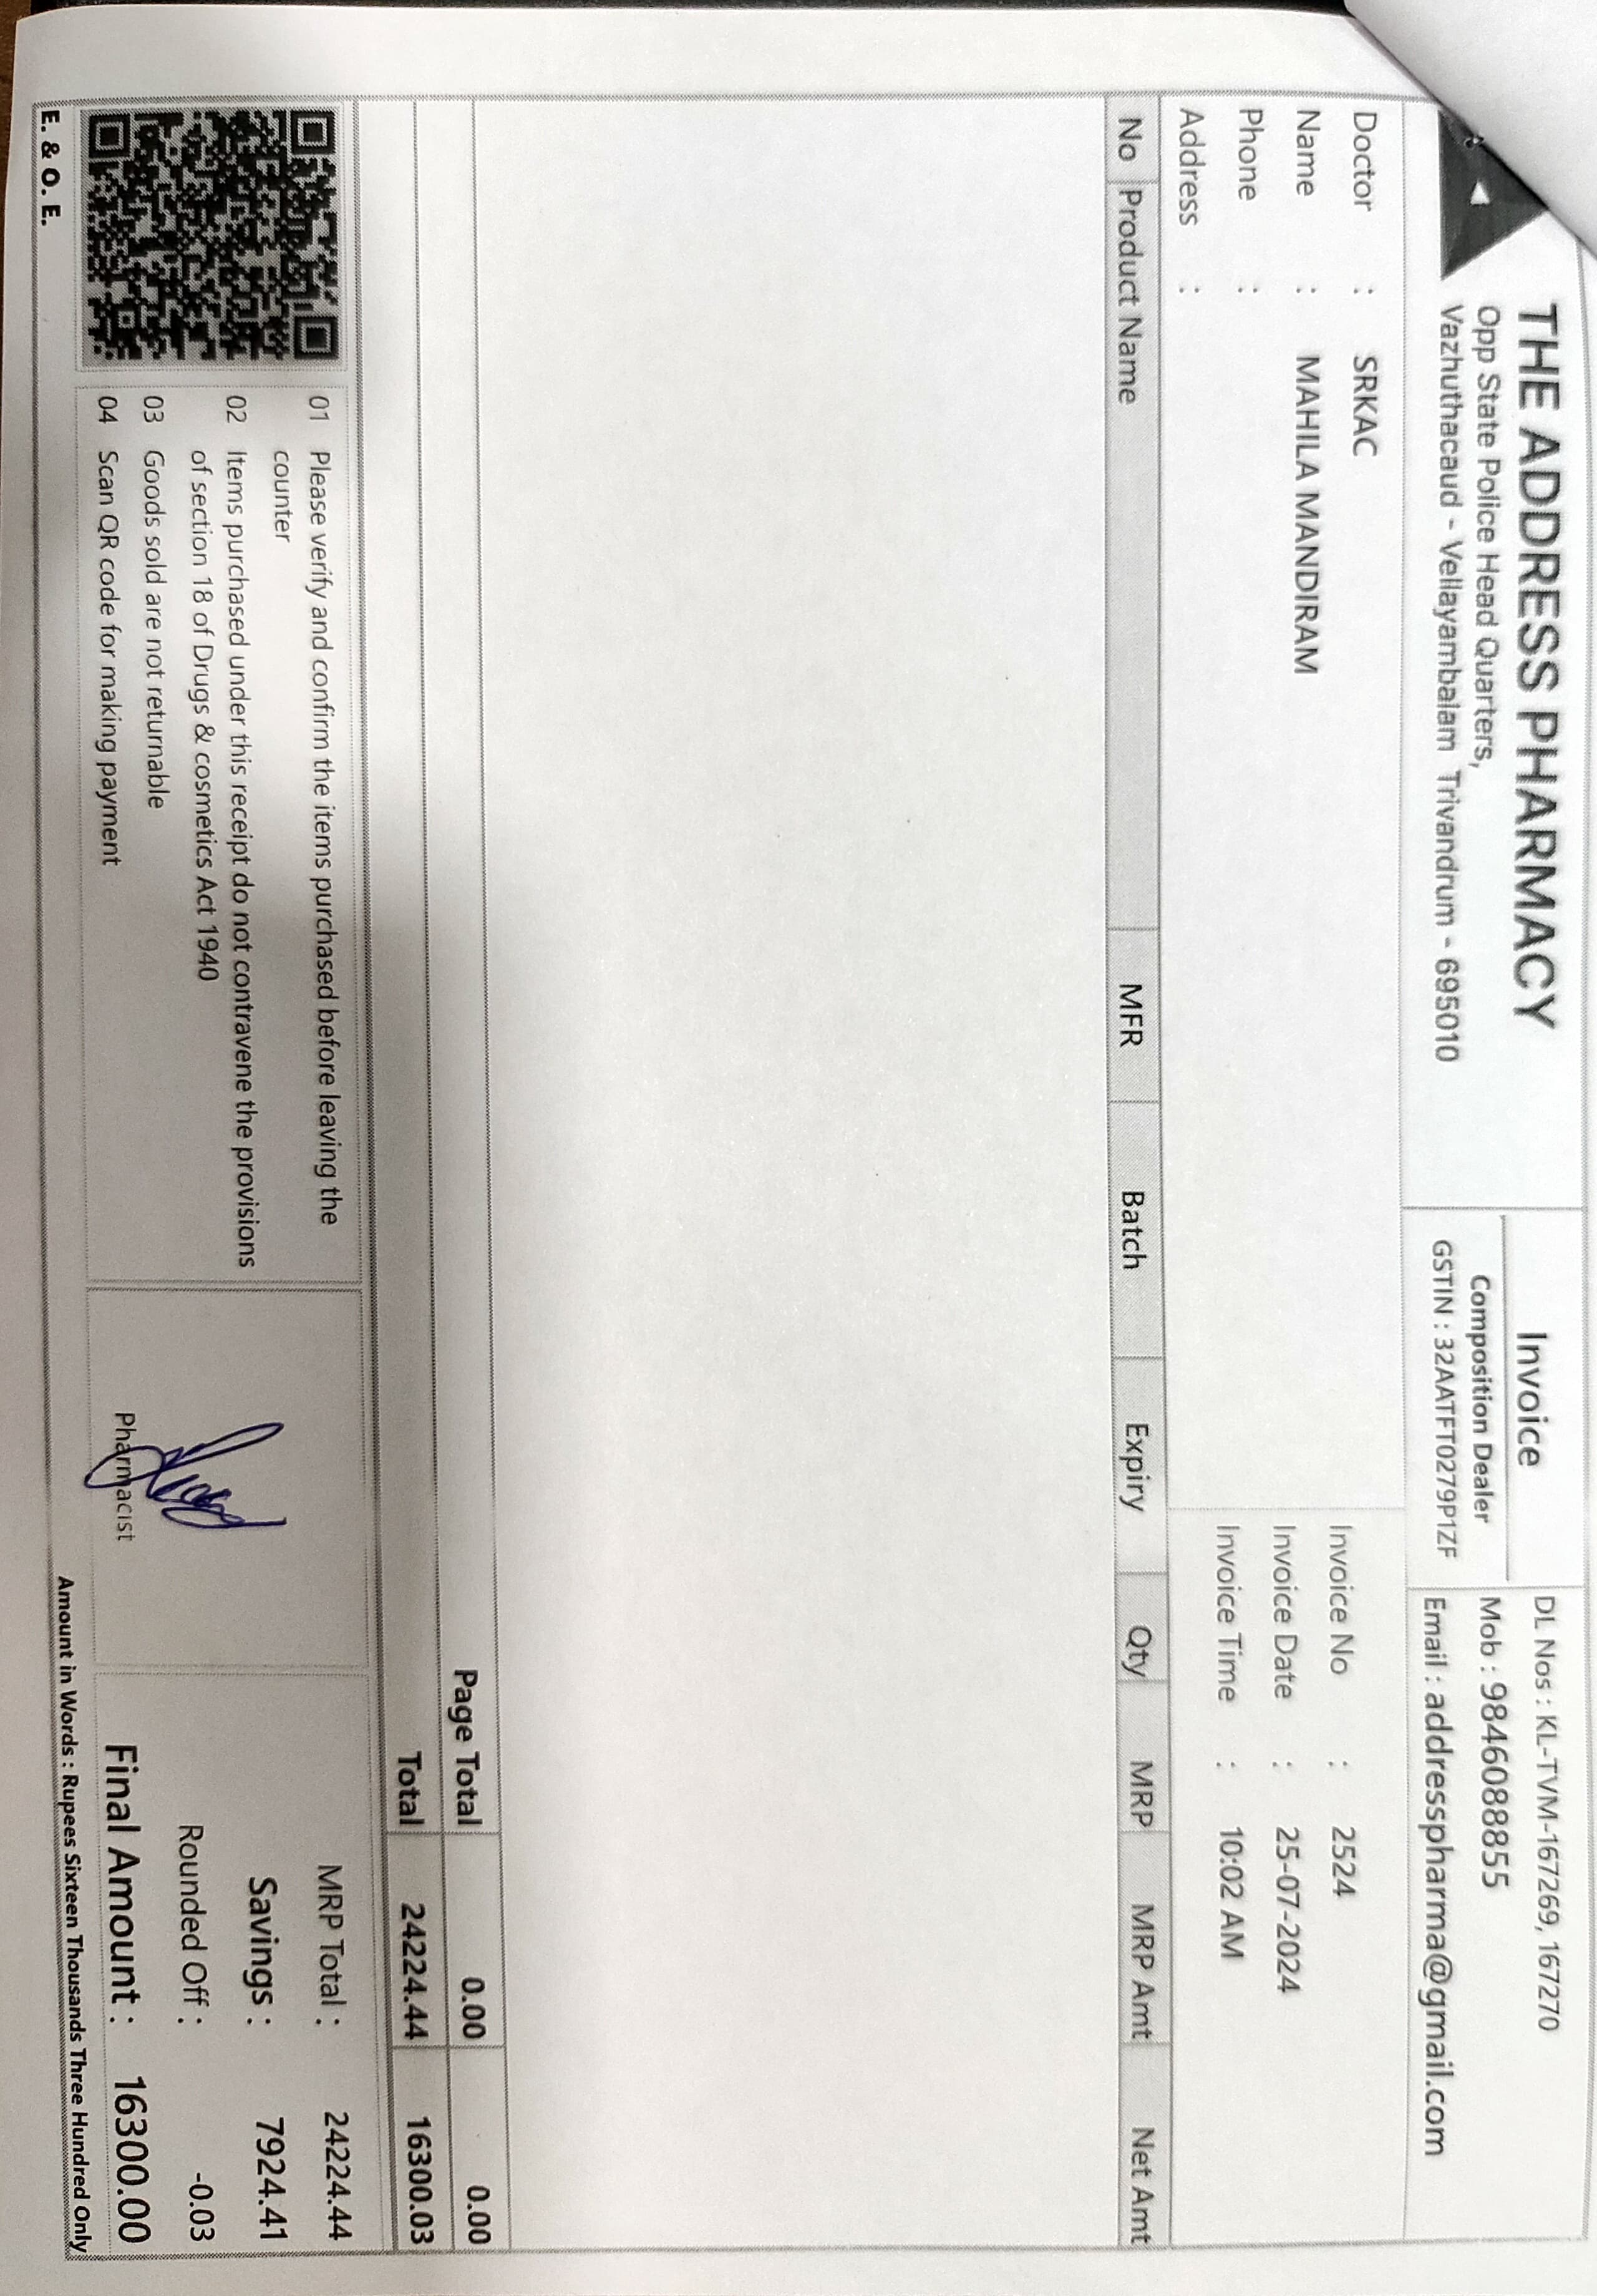 THE ADDRESS PHARMACY
Opp State Police Head Quarters,
Vazhuthacaud - Vellayambalam Trivandrum - 695010
Invoice
Composition Dealer
GSTIN : 32AATFT0279P1ZF
DL Nos : KL-TVM-167269, 167270
Mob : 9846088855
Email : addresspharma@gmail.com
Doctor : SRKAC
Name : MAHILA MANDIRAM
Phone :
Address :
Invoice No : 2524
Invoice Date : 25-07-2024
Invoice Time : 10:02 AM
No Product Name MFR Batch Expiry Qty MRP MRP Amt Net Amt
Page Total 0.00 0.00
Total 24224.44 16300.03
01 Please verify and confirm the items purchased before leaving the
counter
02 Items purchased under this receipt do not contravene the provisions
of section 18 of Drugs & cosmetics Act 1940
03 Goods sold are not returnable
04 Scan QR code for making payment
E. & O. E.
Pharmacist
MRP Total : 24224.44
Savings : 7924.41
Rounded Off : -0.03
Final Amount : 16300.00
Amount in Words : Rupees Sixteen Thousands Three Hundred Only